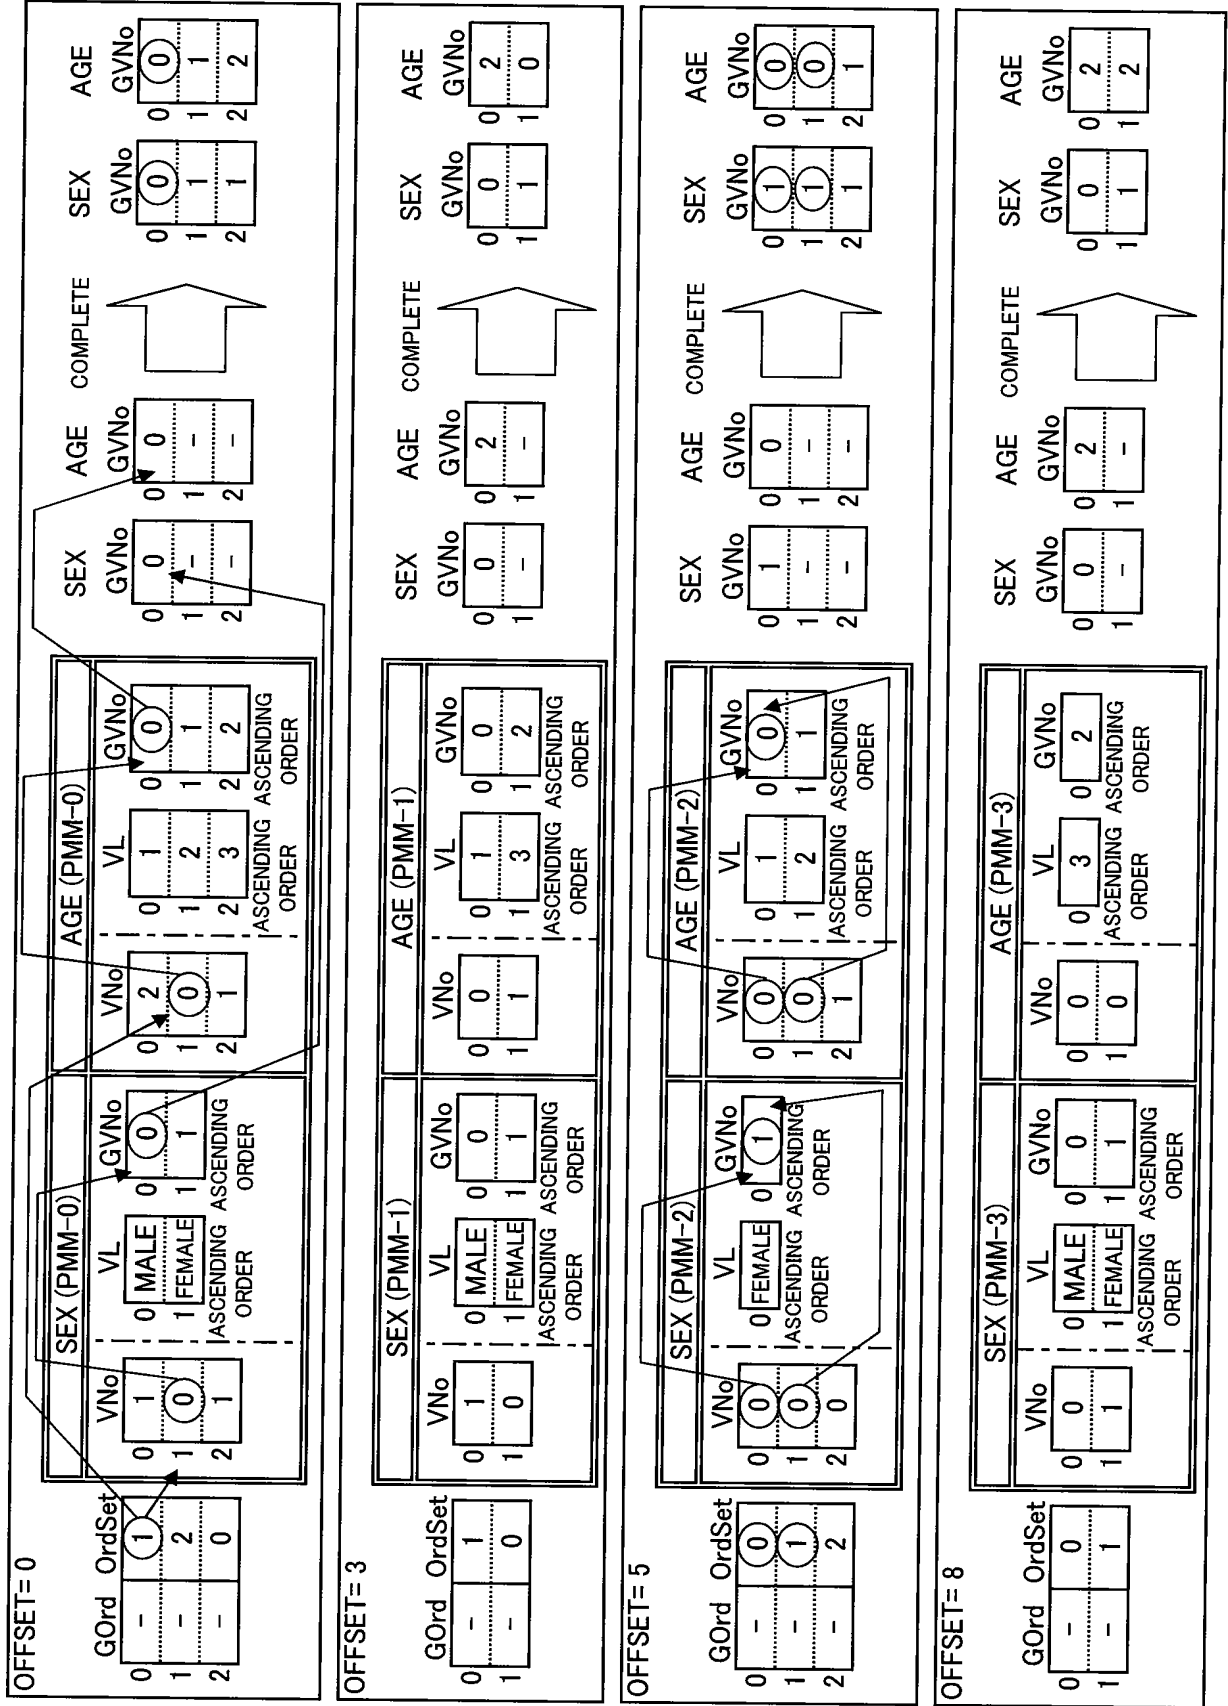 OFFSET= 0
SEX (PMM-0) AGE (PMM-0) SEX AGE COMPLETE SEX AGE
GOrd OrdSet VNo VL GVNo VNo VL GVNo GVNo GVNo GVNo GVNo
0 - 1 0 1 0 MALE 0 0 0 2 0 1 0 0 0 0 0 0 0 0 0 0
1 - 2 1 0 1 FEMALE 1 1 1 0 1 2 1 1 1 - 1 - 1 1 1 1
2 - 0 2 1 2 1 2 3 2 2 2 - 2 - 2 1 2 2
ASCENDING ASCENDING ASCENDING ASCENDING
ORDER ORDER ORDER ORDER
OFFSET= 3
SEX (PMM-1) AGE (PMM-1) SEX AGE COMPLETE SEX AGE
GOrd OrdSet VNo VL GVNo VNo VL GVNo GVNo GVNo GVNo GVNo
0 - 1 0 1 0 MALE 0 0 0 0 0 1 0 0 0 0 0 2 0 0 0 2
1 - 0 1 0 1 FEMALE 1 1 1 1 1 3 1 2 1 - 1 - 1 1 1 0
ASCENDING ASCENDING ASCENDING ASCENDING
ORDER ORDER ORDER ORDER
OFFSET= 5
SEX (PMM-2) AGE (PMM-2) SEX AGE COMPLETE SEX AGE
GOrd OrdSet VNo VL GVNo VNo VL GVNo GVNo GVNo GVNo GVNo
0 - 0 0 0 0 FEMALE 0 1 0 0 0 1 0 0 0 1 0 0 0 1 0 0
1 - 1 1 0 1 0 1 2 1 1 1 - 1 - 1 1 1 0
2 - 2 2 0 2 1 2 - 2 - 2 1 2 1
ASCENDING ASCENDING ASCENDING ASCENDING
ORDER ORDER ORDER ORDER
OFFSET= 8
SEX (PMM-3) AGE (PMM-3) SEX AGE COMPLETE SEX AGE
GOrd OrdSet VNo VL GVNo VNo VL GVNo GVNo GVNo GVNo GVNo
0 - 0 0 0 0 MALE 0 0 0 0 0 3 0 2 0 0 0 2 0 0 0 2
1 - 1 1 1 1 FEMALE 1 1 1 0 1 - 1 - 1 1 1 2
ASCENDING ASCENDING ASCENDING ASCENDING
ORDER ORDER ORDER ORDER